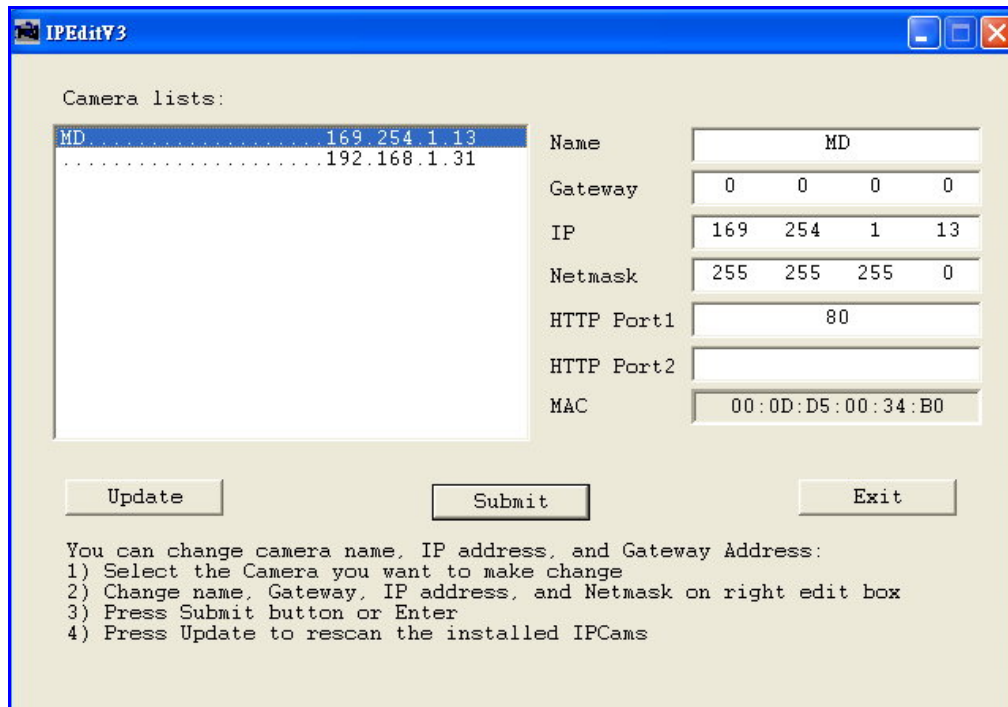 IPEditV3
Camera lists:
MD....................169.254.1.13
......................192.168.1.31
Name MD
Gateway 0 0 0 0
IP 169 254 1 13
Netmask 255 255 255 0
HTTP Port1 80
HTTP Port2
MAC 00:0D:D5:00:34:B0
Update Submit Exit
You can change camera name, IP address, and Gateway Address:
1) Select the Camera you want to make change
2) Change name, Gateway, IP address, and Netmask on right edit box
3) Press Submit button or Enter
4) Press Update to rescan the installed IPCams